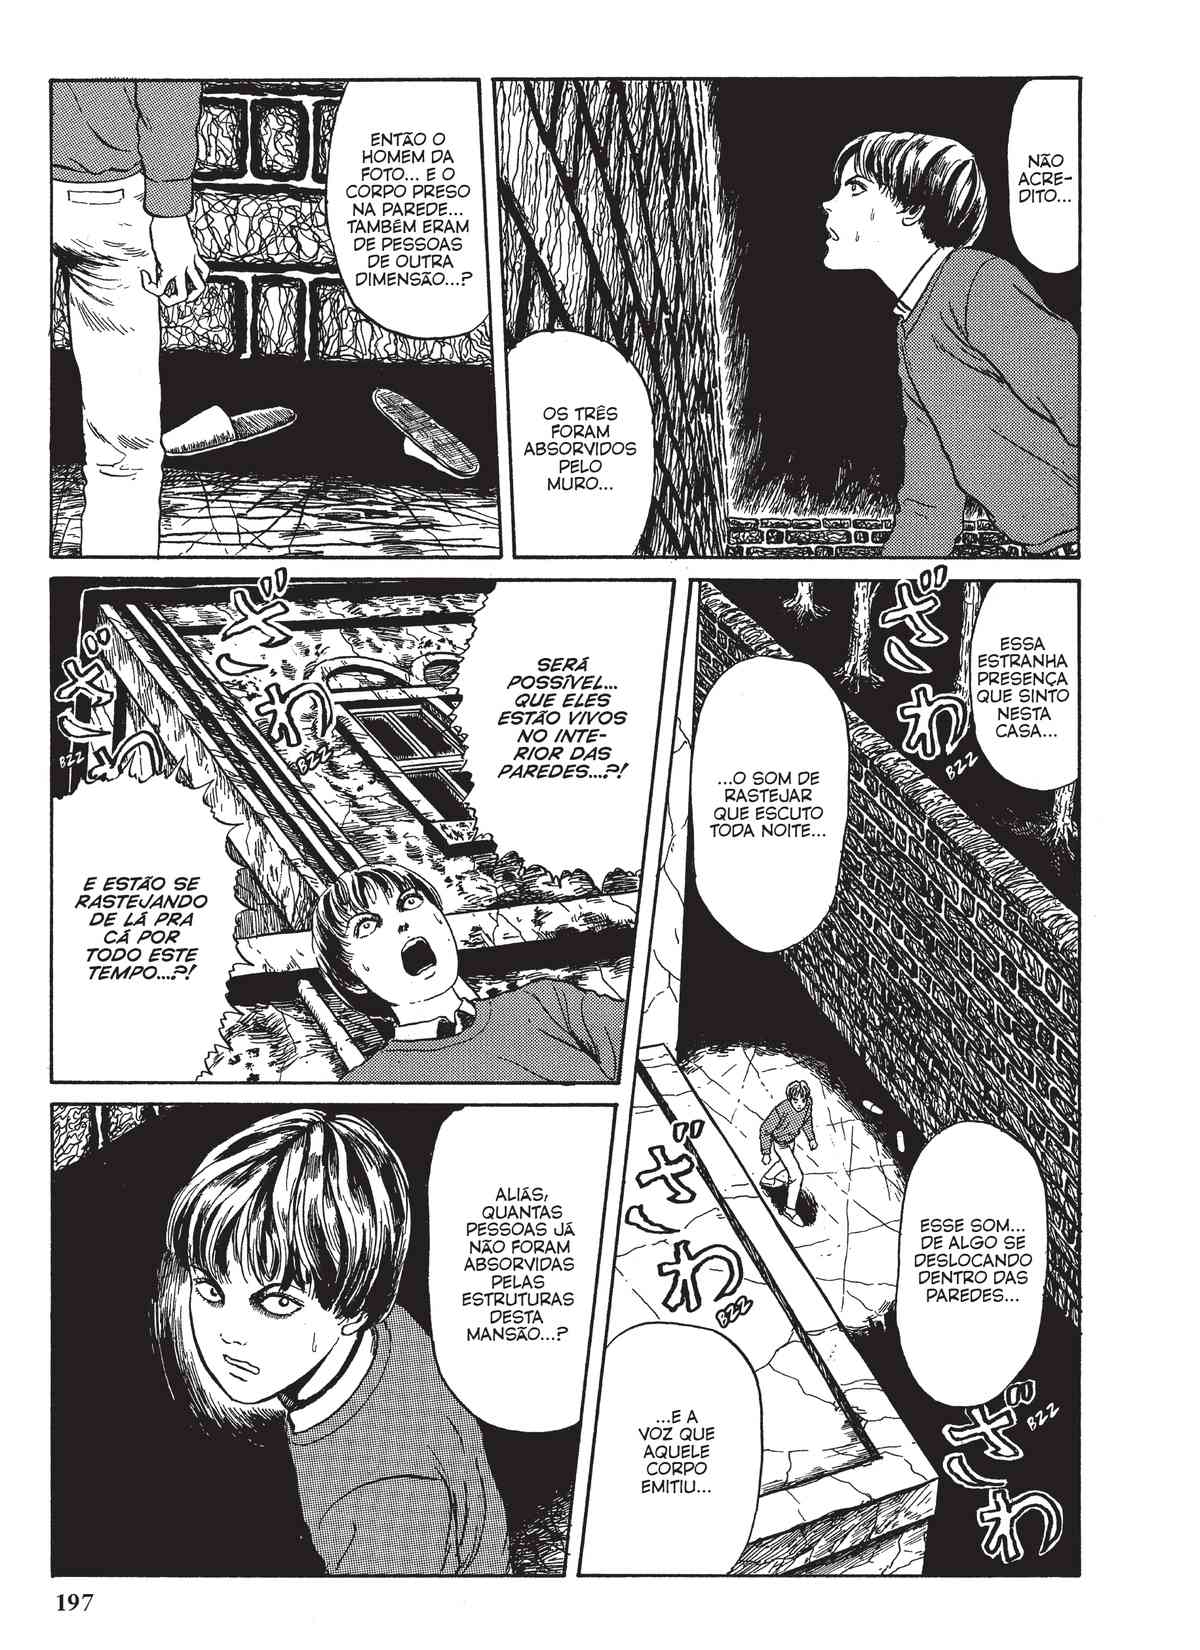 NÃO
ACRE-
DITO...
OS TRÊS
FORAM
ABSORVIDOS
PELO
MURO...
ENTÃO O
HOMEM DA
FOTO... E O
CORPO PRESO
NA PAREDE...
TAMBÉM ERAM
DE PESSOAS
DE OUTRA
DIMENSÃO...?
ESSA
ESTRANHA
PRESENÇA
QUE SINTO
NESTA
CASA...
ざわ
BZZ
...O SOM DE
RASTEJAR
QUE ESCUTO
TODA NOITE...
ESSE SOM...
DE ALGO SE
DESLOCANDO
DENTRO DAS
PAREDES...
ざわ
BZZ
...E A
VOZ QUE
AQUELE
CORPO
EMITIU...
ざわ
BZZ
SERÁ
POSSÍVEL...
QUE ELES
ESTÃO VIVOS
NO INTE-
RIOR DAS
PAREDES...?!
ざわ
BZZ
ざわ
BZZ
E ESTÃO SE
RASTEJANDO
DE LÁ PRA
CÁ POR
TODO ESTE
TEMPO...?!
ALIÁS,
QUANTAS
PESSOAS JÁ
NÃO FORAM
ABSORVIDAS
PELAS
ESTRUTURAS
DESTA
MANSÃO...?
197